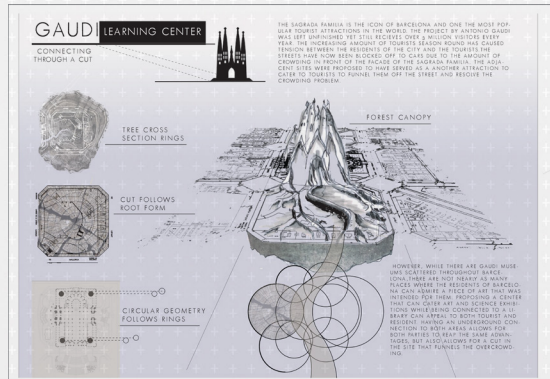 GAUDI LEARNING CENTER
CONNECTING
THROUGH A CUT
THE SAGRADA FAMILIA IS THE ICON OF BARCELONA AND ONE THE MOST POP-
ULAR TOURIST ATTRACTIONS IN THE WORLD. THE PROJECT BY ANTONIO GAUDI
WAS LEFT UNFINISHED YET STILL RECIEVES OVER 3 MILLION VISITORS EVERY
YEAR. THE INCREASING AMOUNT OF TOURISTS SEASON ROUND HAS CAUSED
TENSION BETWEEN THE RESIDENTS OF THE CITY AND THE TOURISTS.THE
STREETS HAVE NOW BEEN BLOCKED OFF TO CARS DUE TO THE AMOUNT OF
CROWDING IN FRONT OF THE FACADE OF THE SAGRADA FAMILIA. THE ADJA-
CENT SITES WERE PROPOSED TO HAVE SERVED AS A ANOTHER ATTRACTION TO
CATER TO TOURISTS TO FUNNEL THEM OFF THE STREET AND RESOLVE THE
CROWDING PROBLEM.
FOREST CANOPY
TREE CROSS
SECTION RINGS
CUT FOLLOWS
ROOT FORM
CIRCULAR GEOMETRY
FOLLOWS RINGS
HOWEVER, WHILE THERE ARE GAUDI MUSE-
UMS SCATTERED THROUGHOUT BARCE-
LONA,THERE ARE NOT NEARLY AS MANY
PLACES WHERE THE RESIDENTS OF BARCELO-
NA CAN ADMIRE A PIECE OF ART THAT WAS
INTENDED FOR THEM. PROPOSING A CENTER
THAT CAN CATER ART AND SCIENCE EXHIBI-
TIONS WHILE BEING CONNECTED TO A LI-
BRARY CAN APPEAL TO BOTH TOURIST AND
RESIDENT. HAVING AN UNDERGROUND CON-
NECTION TO BOTH AREAS ALLOWS FOR
BOTH PARTIES TO REAP THE SAME ADVAN-
TAGES, BUT ALSO ALLOWS FOR A CUT IN
THE SITE THAT FUNNELS THE OVERCROWD-
ING.